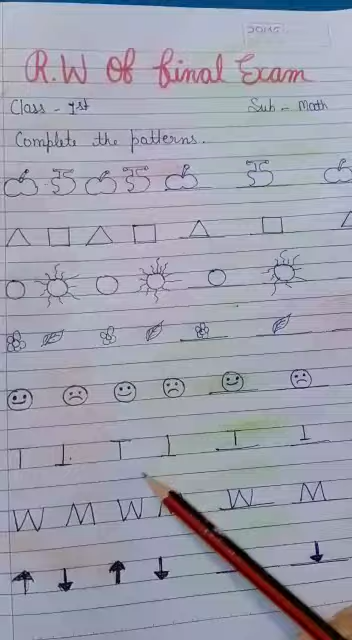 R.W Of final Exam
Class - 1st Sub - Math
Complete the patterns.
T T
W M W W M